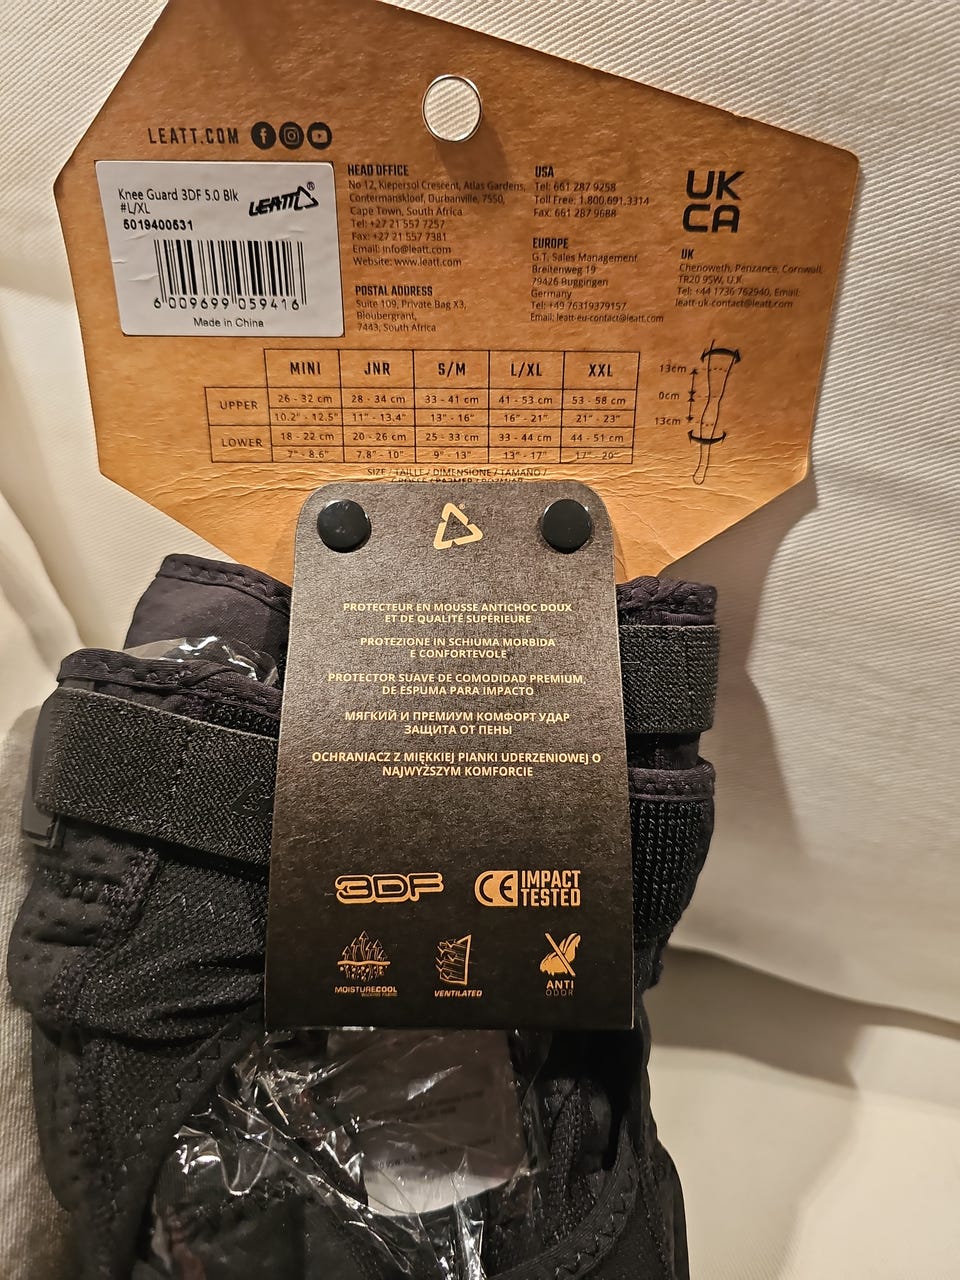 LEATT.COM
Knee Guard 3DF 5.0 Blk
#L/XL
5019400531
LEATT
6 009699 059416
Made in China
HEAD OFFICE
No 12, Kiepersol Crescent, Atlas Gardens,
Contermanskloof, Durbanville, 7550,
Cape Town, South Africa
Tel: +27 21 557 7257
Fax: +27 21 557 7381
Email: info@leatt.com
Website: www.leatt.com
POSTAL ADDRESS
Suite 109, Private Bag X3,
Bloubergrant,
7443, South Africa
USA
Tel: 661 287 9258
Toll Free: 1.800.691.3314
Fax: 661 287 9688
EUROPE
G.T. Sales Management
Breitenweg 19
79426 Buggingen
Germany
Tel: +49 76319379157
Email: leatt-eu-contact@leatt.com
UK
CA
UK
Chenoweth, Penzance, Cornwall,
TR20 9SW, U.K
Tel: +44 1736 762940, Email:
leatt-uk-contact@leatt.com
MINI JNR S/M L/XL XXL
UPPER 26 - 32 cm 28 - 34 cm 33 - 41 cm 41 - 53 cm 53 - 58 cm
10.2" - 12.5" 11" - 13.4" 13" - 16" 16" - 21" 21" - 23"
LOWER 18 - 22 cm 20 - 26 cm 25 - 33 cm 33 - 44 cm 44 - 51 cm
7" - 8.6" 7.8" - 10" 9" - 13" 13" - 17" 17" - 20"
13cm
0cm
13cm
SIZE / TAILLE / DIMENSIONE / TAMANO /
GRÖSSE / РАЗМЕР / ROZMIAR
PROTECTEUR EN MOUSSE ANTICHOC DOUX
ET DE QUALITÉ SUPÉRIEURE
PROTEZIONE IN SCHIUMA MORBIDA
E CONFORTEVOLE
PROTECTOR SUAVE DE COMODIDAD PREMIUM,
DE ESPUMA PARA IMPACTO
МЯГКИЙ И ПРЕМИУМ КОМФОРТ УДАР
ЗАЩИТА ОТ ПЕНЫ
OCHRANIACZ Z MIĘKKIEJ PIANKI UDERZENIOWEJ O
NAJWYŻSZYM KOMFORCIE
3DF
CE IMPACT
TESTED
MOISTURECOOL
VENTILATED
ANTI
ODOR